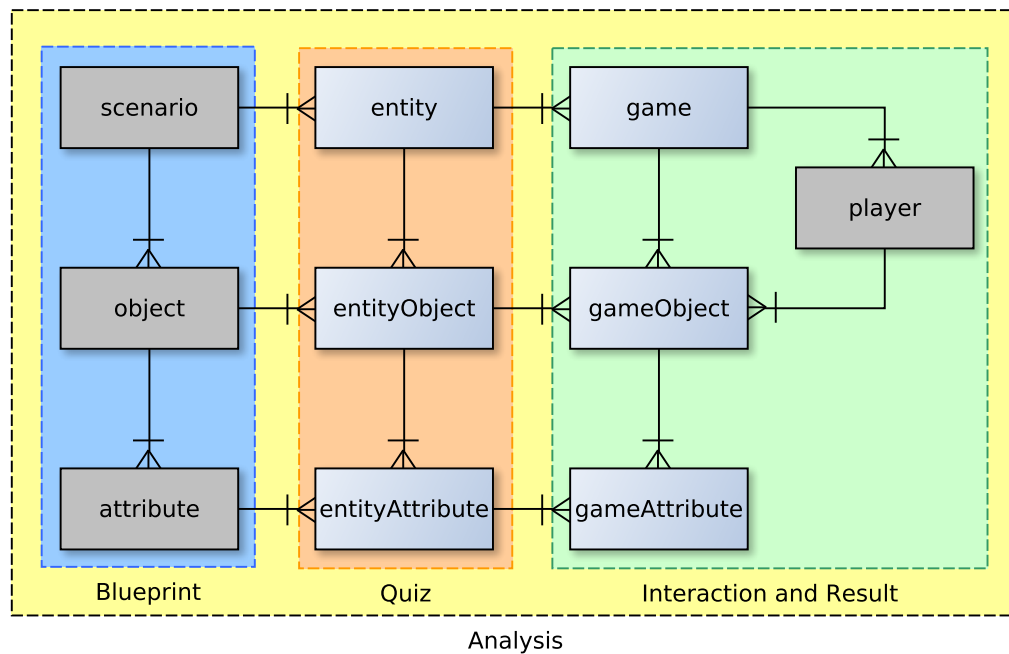 scenario
entity
game
player
object
entityObject
gameObject
attribute
entityAttribute
gameAttribute
Blueprint
Quiz
Interaction and Result
Analysis